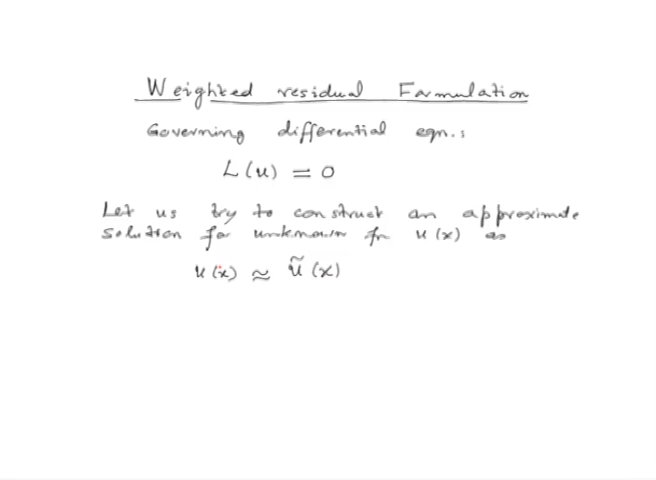 Weighted residual Formulation
Governing differential eqn.:
L(u) = 0
Let us try to construct an approximate
solution for unknown fn u(x) as
u(x) ≈ ũ(x)